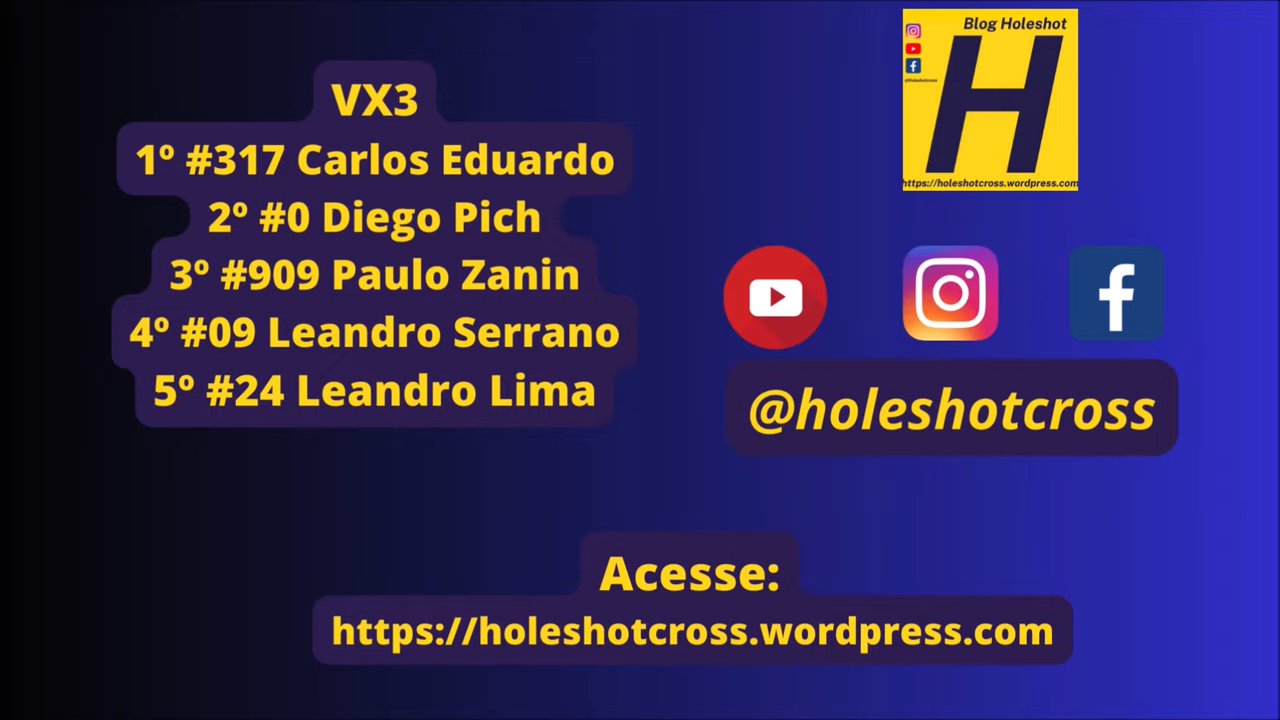 VX3
1º #317 Carlos Eduardo
2º #0 Diego Pich
3º #909 Paulo Zanin
4º #09 Leandro Serrano
5º #24 Leandro Lima
Blog Holeshot
H
@holeshotcross
https://holeshotcross.wordpress.com
@holeshotcross
Acesse:
https://holeshotcross.wordpress.com